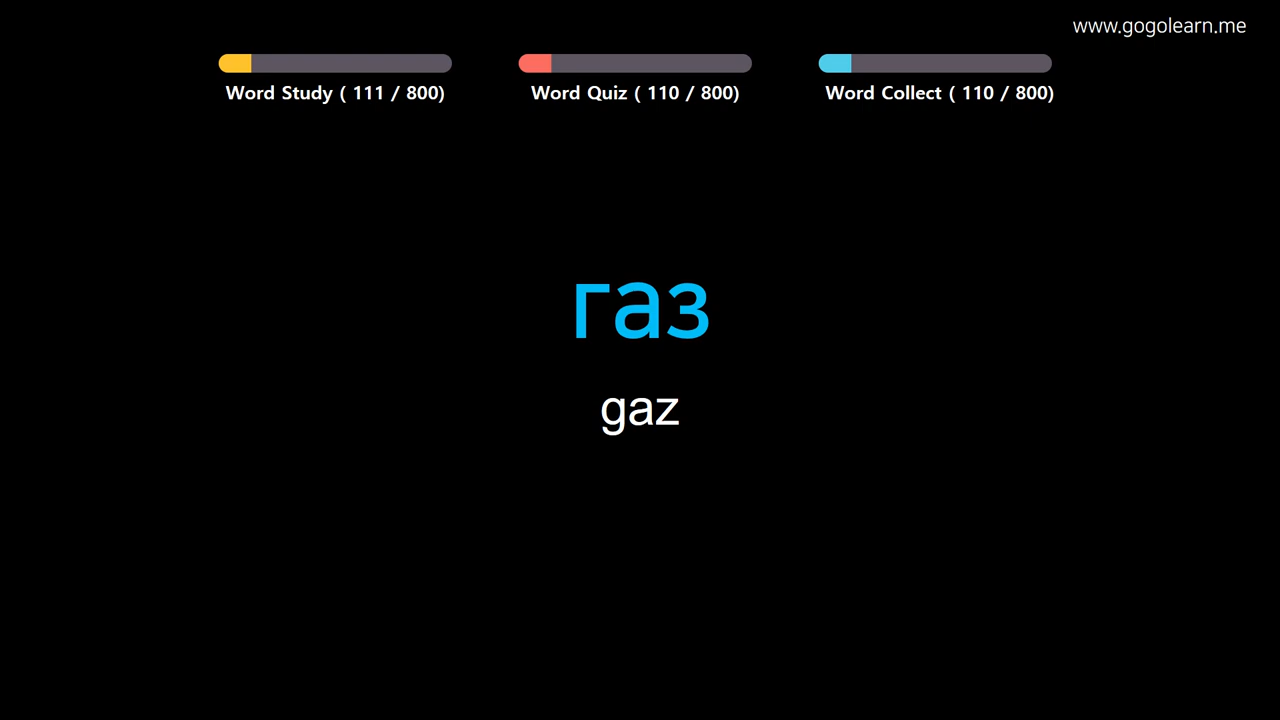 www.gogolearn.me
Word Study ( 111 / 800)
Word Quiz ( 110 / 800)
Word Collect ( 110 / 800)
газ
gaz